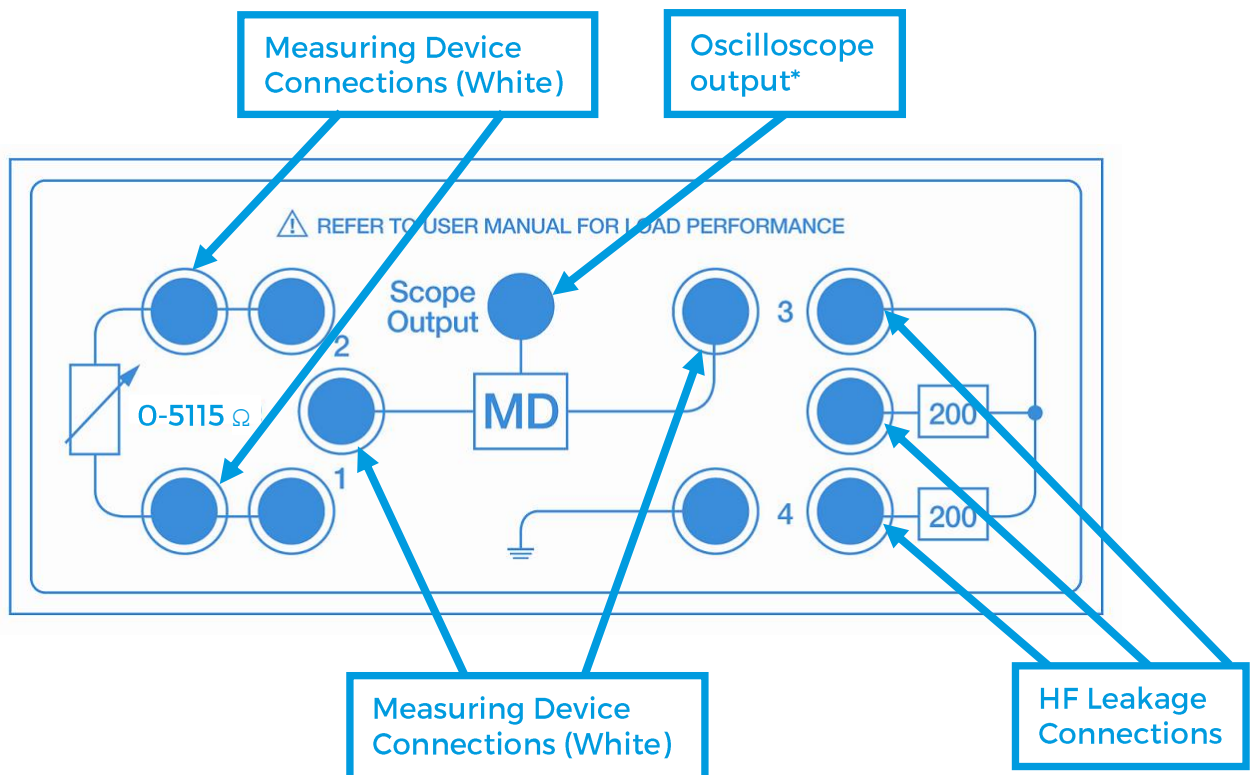 Measuring Device
Connections (White)
Oscilloscope
output*
REFER TO USER MANUAL FOR LOAD PERFORMANCE
Scope
Output
2
3
0-5115 Ω
MD
200
1
4
200
Measuring Device
Connections (White)
HF Leakage
Connections